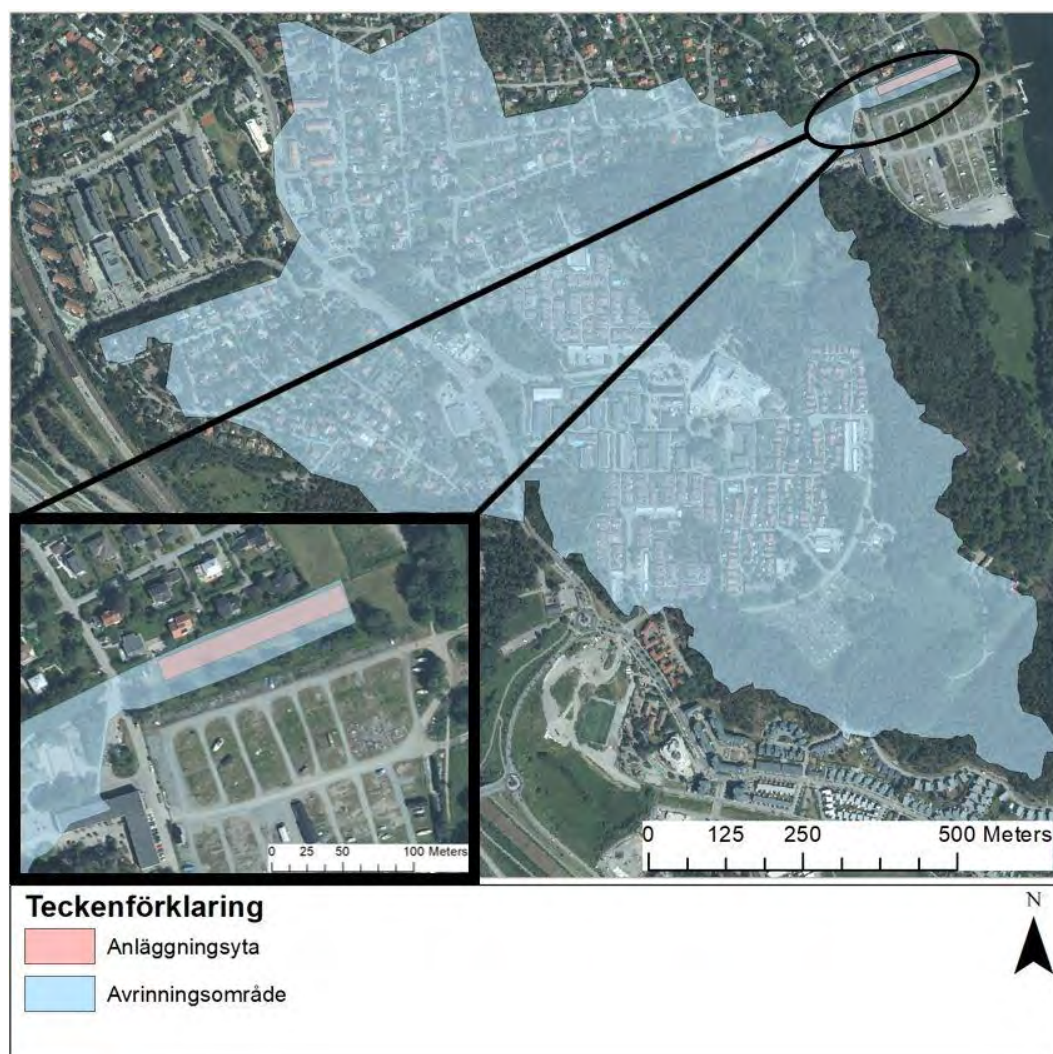 0 125 250 500 Meters
0 25 50 100 Meters
Teckenförklaring
N
Anläggningsyta
Avrinningsområde